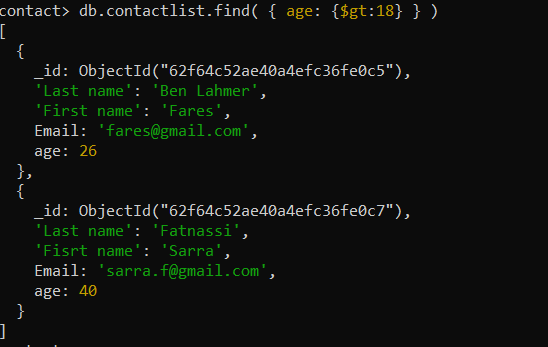 contact> db.contactlist.find( { age: {$gt:18} } )
[
  {
    _id: ObjectId("62f64c52ae40a4efc36fe0c5"),
    'Last name': 'Ben Lahmer',
    'First name': 'Fares',
    Email: 'fares@gmail.com',
    age: 26
  },
  {
    _id: ObjectId("62f64c52ae40a4efc36fe0c7"),
    'Last name': 'Fatnassi',
    'Fisrt name': 'Sarra',
    Email: 'sarra.f@gmail.com',
    age: 40
  }
]